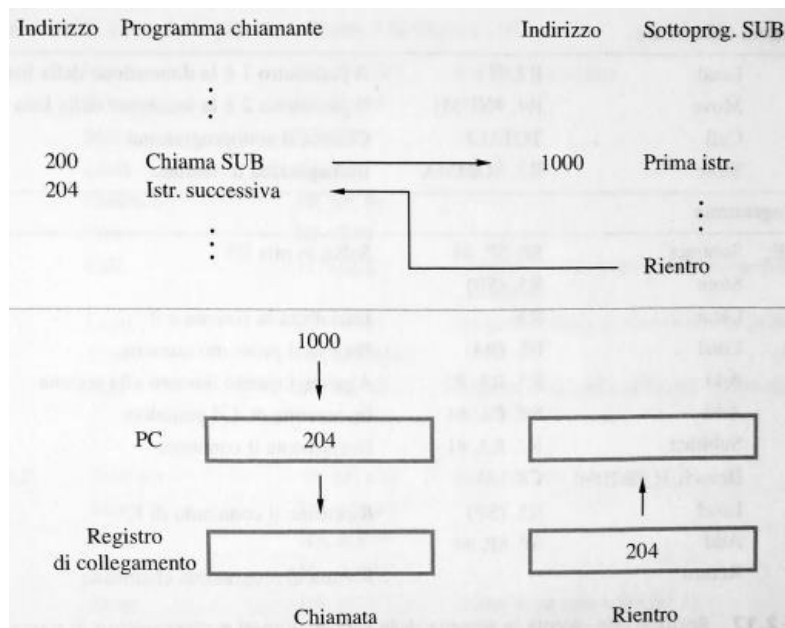 Indirizzo Programma chiamante Indirizzo Sottoprog. SUB
200 Chiama SUB 1000 Prima istr.
204 Istr. successiva
Rientro
1000
PC 204
Registro
di collegamento 204
Chiamata Rientro